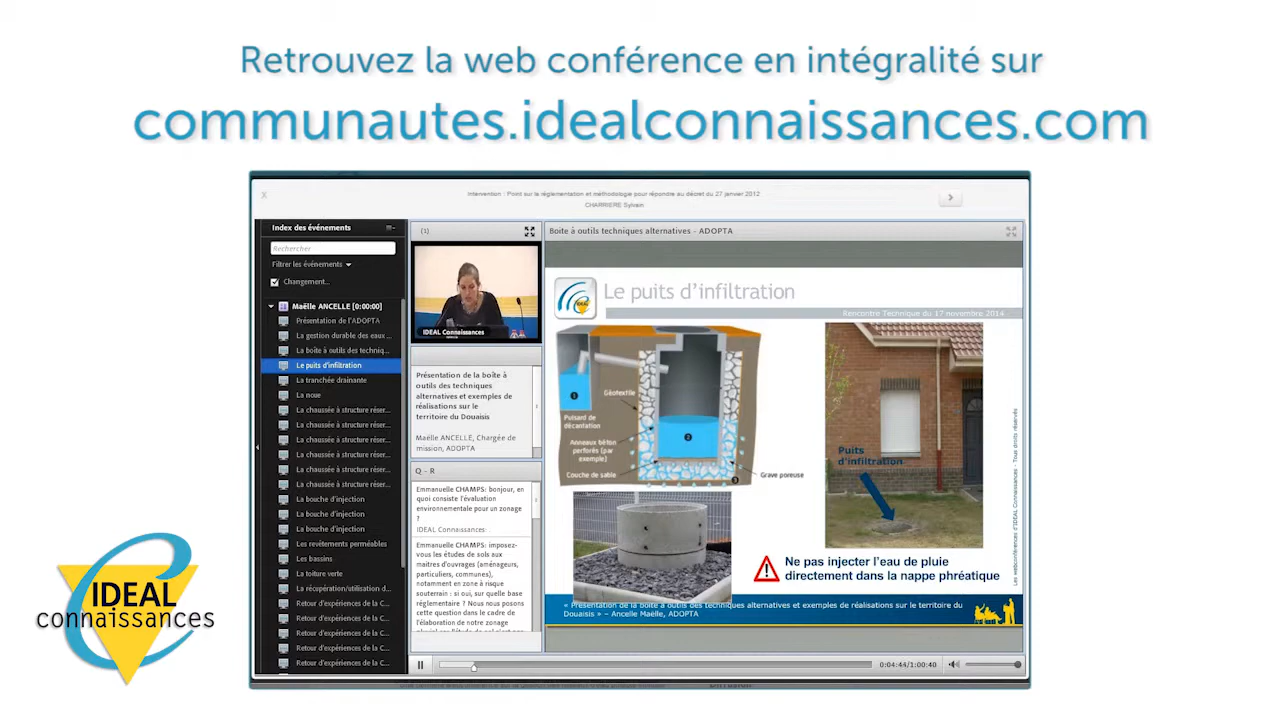 Retrouvez la web conférence en intégralité sur
communautes.idealconnaissances.com
x
Intervention : Point sur la réglementation et méthodologie pour répondre au décret du 27 janvier 2012
CHARRIERE Sylvain
Index des événements
Rechercher
Filtrer les événements
Changement...
Maëlle ANCELLE [0:00:00]
Présentation de l'ADOPTA
La gestion durable des eaux ...
La boîte à outils des techniq...
Le puits d'infiltration
La tranchée drainante
La noue
La chaussée à structure réser...
La chaussée à structure réser...
La chaussée à structure réser...
La chaussée à structure réser...
La chaussée à structure réser...
La chaussée à structure réser...
La bouche d'injection
La bouche d'injection
La bouche d'injection
Les revêtements perméables
Les bassins
La toiture verte
La récupération/utilisation d...
Retour d'expériences de la C...
Retour d'expériences de la C...
Retour d'expériences de la C...
Retour d'expériences de la C...
Retour d'expériences de la C...
(1)
IDEAL Connaissances
Présentation de la boîte à
outils des techniques
alternatives et exemples de
réalisations sur le
territoire du Douaisis
Maëlle ANCELLE, Chargée de
mission, ADOPTA
Q - R
Emmanuelle CHAMPS: bonjour, en
quoi consiste l'évaluation
environnementale pour un zonage
?
IDEAL Connaissances:
Emmanuelle CHAMPS: imposez-
vous les études de sols aux
maitres d'ouvrages (aménageurs,
particuliers, communes),
notamment en zone à risque
souterrain : si oui, sur quelle base
réglementaire ? Nous nous posons
cette question dans le cadre de
l'élaboration de notre zonage
Boite à outils techniques alternatives - ADOPTA
IDEAL
Le puits d'infiltration
Rencontre Technique du 17 novembre 2014
1
Puisard de
décantation
Géotextile
Anneaux béton
perforés (par
exemple)
Couche de sable
2
3
Grave poreuse
Puits
d'infiltration
Ne pas injecter l'eau de pluie
directement dans la nappe phréatique
Les webconférences d'IDEAL Connaissances - Tous droits réservés
« Présentation de la boîte à outils des techniques alternatives et exemples de réalisations sur le territoire du
Douaisis » – Ancelle Maëlle, ADOPTA
0:04:44/1:00:40
IDEAL
connaissances